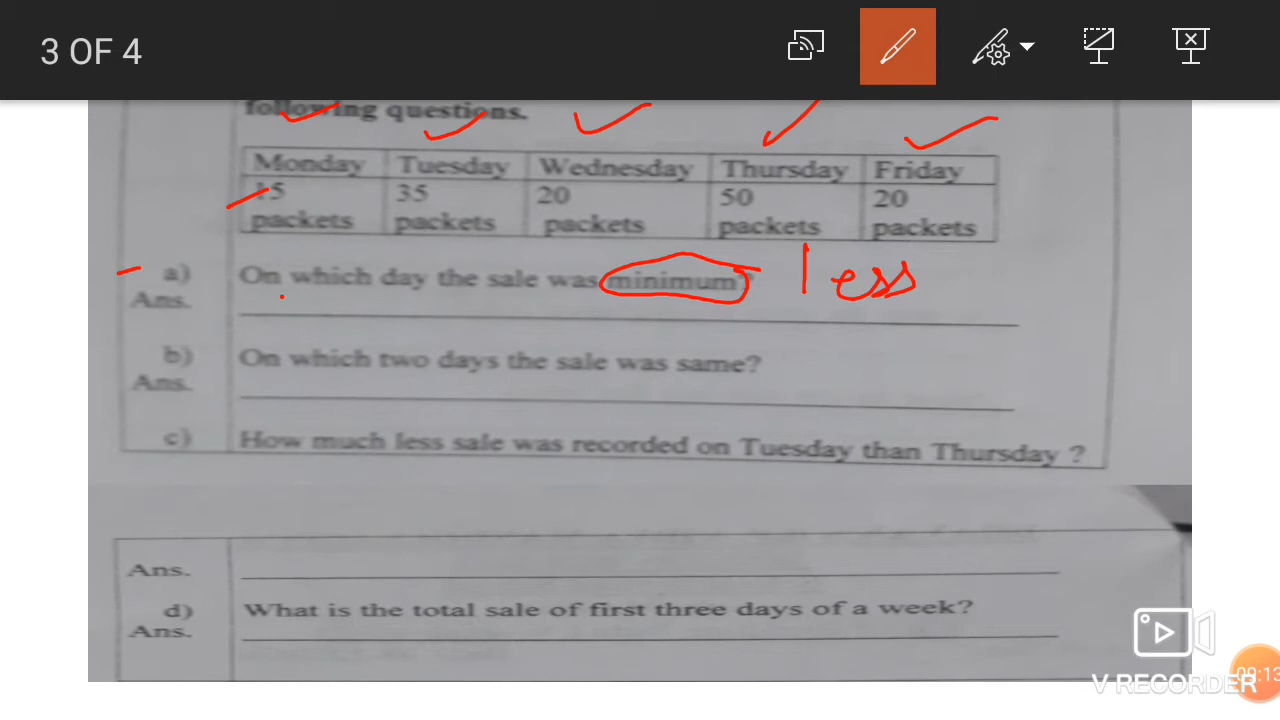 3 OF 4
following questions.
Monday Tuesday Wednesday Thursday Friday
15 35 20 50 20
packets packets packets packets packets
a) On which day the sale was minimum? less
Ans.
b) On which two days the sale was same?
Ans.
c) How much less sale was recorded on Tuesday than Thursday ?
Ans.
d) What is the total sale of first three days of a week?
Ans.
V RECORDER
09:13